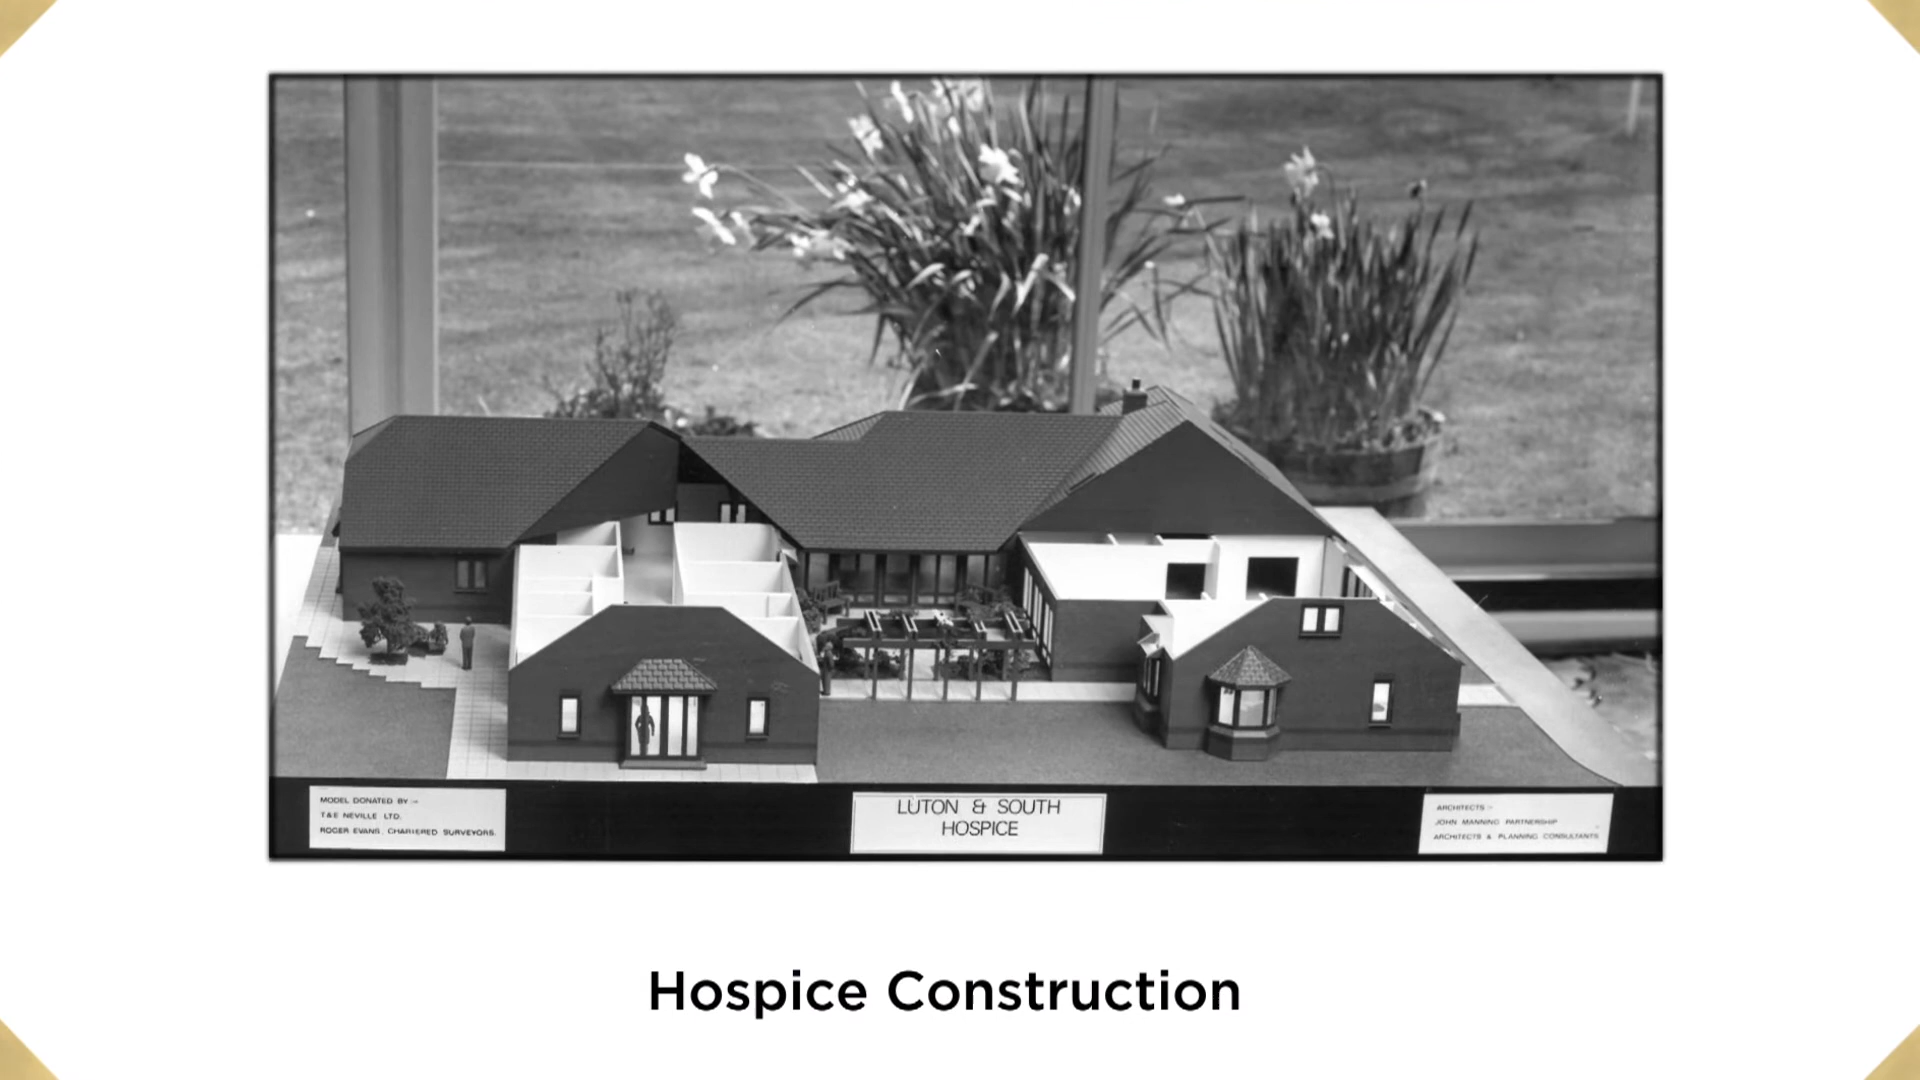 MODEL DONATED BY :-
T&E NEVILLE LTD.
ROGER EVANS, CHARTERED SURVEYORS.
LUTON & SOUTH
HOSPICE
ARCHITECTS :-
JOHN MANNING PARTNERSHIP
ARCHITECTS & PLANNING CONSULTANTS
Hospice Construction